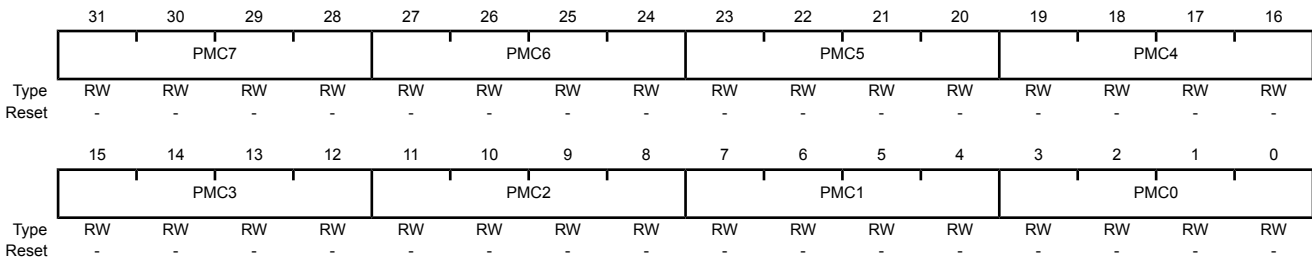 31 30 29 28 27 26 25 24 23 22 21 20 19 18 17 16
PMC7 PMC6 PMC5 PMC4
Type RW RW RW RW RW RW RW RW RW RW RW RW RW RW RW RW
Reset - - - - - - - - - - - - - - - -
15 14 13 12 11 10 9 8 7 6 5 4 3 2 1 0
PMC3 PMC2 PMC1 PMC0
Type RW RW RW RW RW RW RW RW RW RW RW RW RW RW RW RW
Reset - - - - - - - - - - - - - - - -